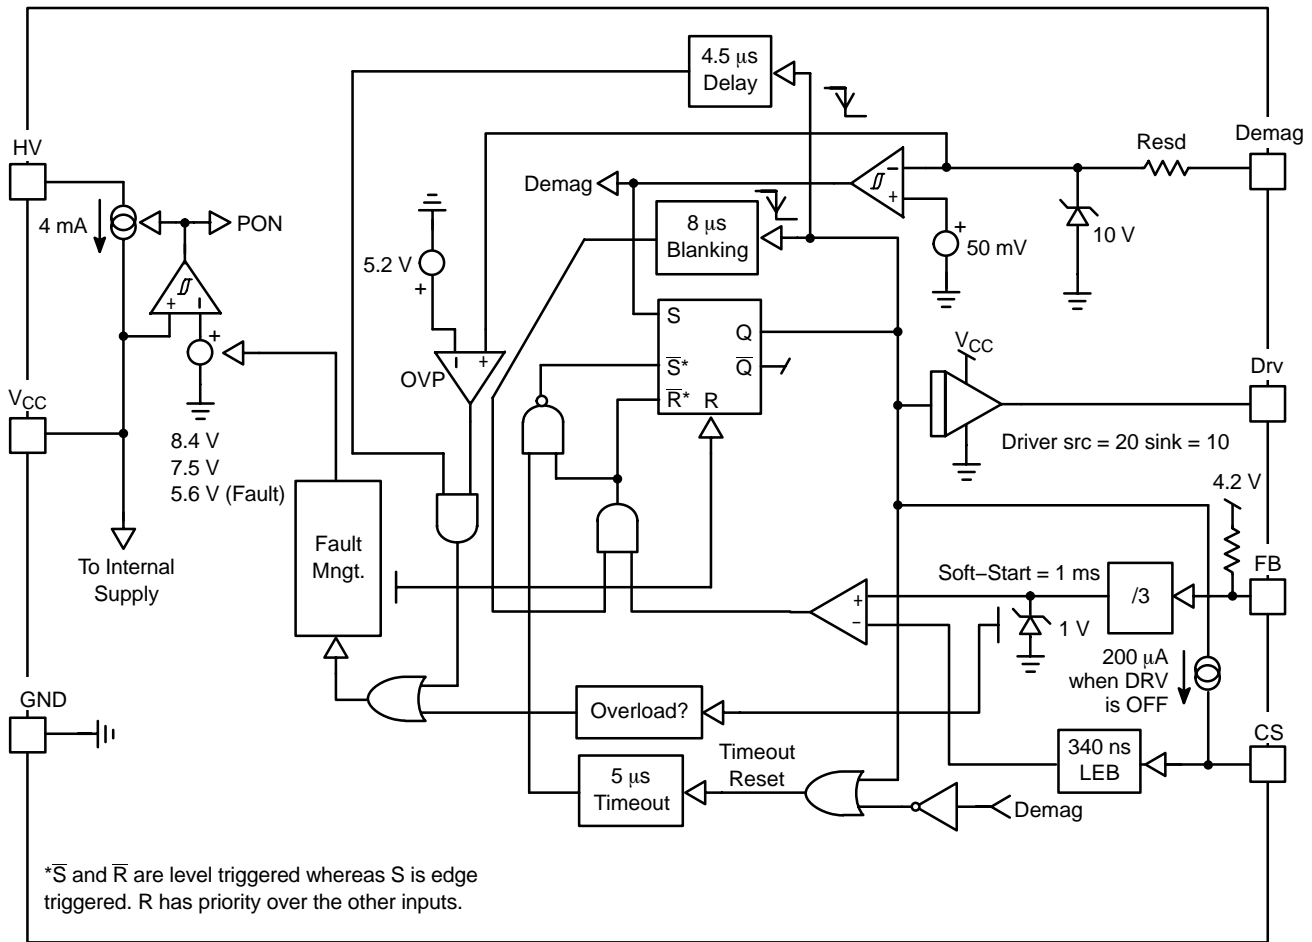 4.5 μs
Delay
HV
Demag
Resd
Demag
4 mA
PON
8 μs
Blanking
+
10 V
50 mV
5.2 V
+
+
–
+
–
+
S
Q
S̅*
Q̅
R̅*
R
–
+
OVP
VCC
VCC
Drv
8.4 V
7.5 V
5.6 V (Fault)
Driver src = 20 sink = 10
4.2 V
Fault
Mngt.
To Internal
Supply
Soft–Start = 1 ms
FB
/3
+
–
1 V
200 μA
when DRV
is OFF
GND
Overload?
CS
Timeout
Reset
340 ns
LEB
5 μs
Timeout
Demag
*S̅ and R̅ are level triggered whereas S is edge
triggered. R has priority over the other inputs.